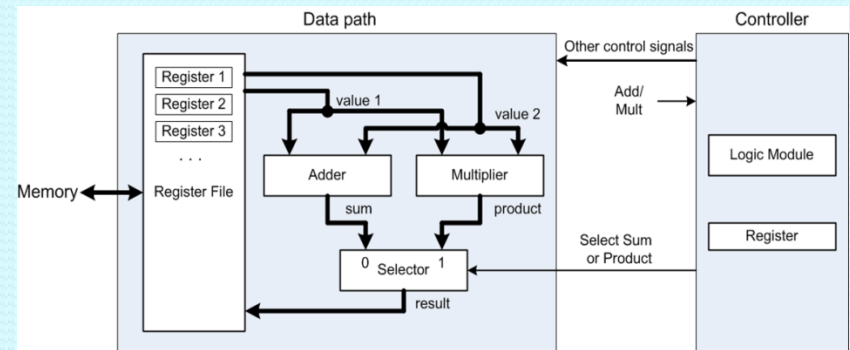 Data path
Controller
Register 1
Register 2
Register 3
. . .
Register File
Memory
value 1
value 2
Adder
Multiplier
sum
product
0 Selector 1
result
Other control signals
Add/
Mult
Select Sum
or Product
Logic Module
Register